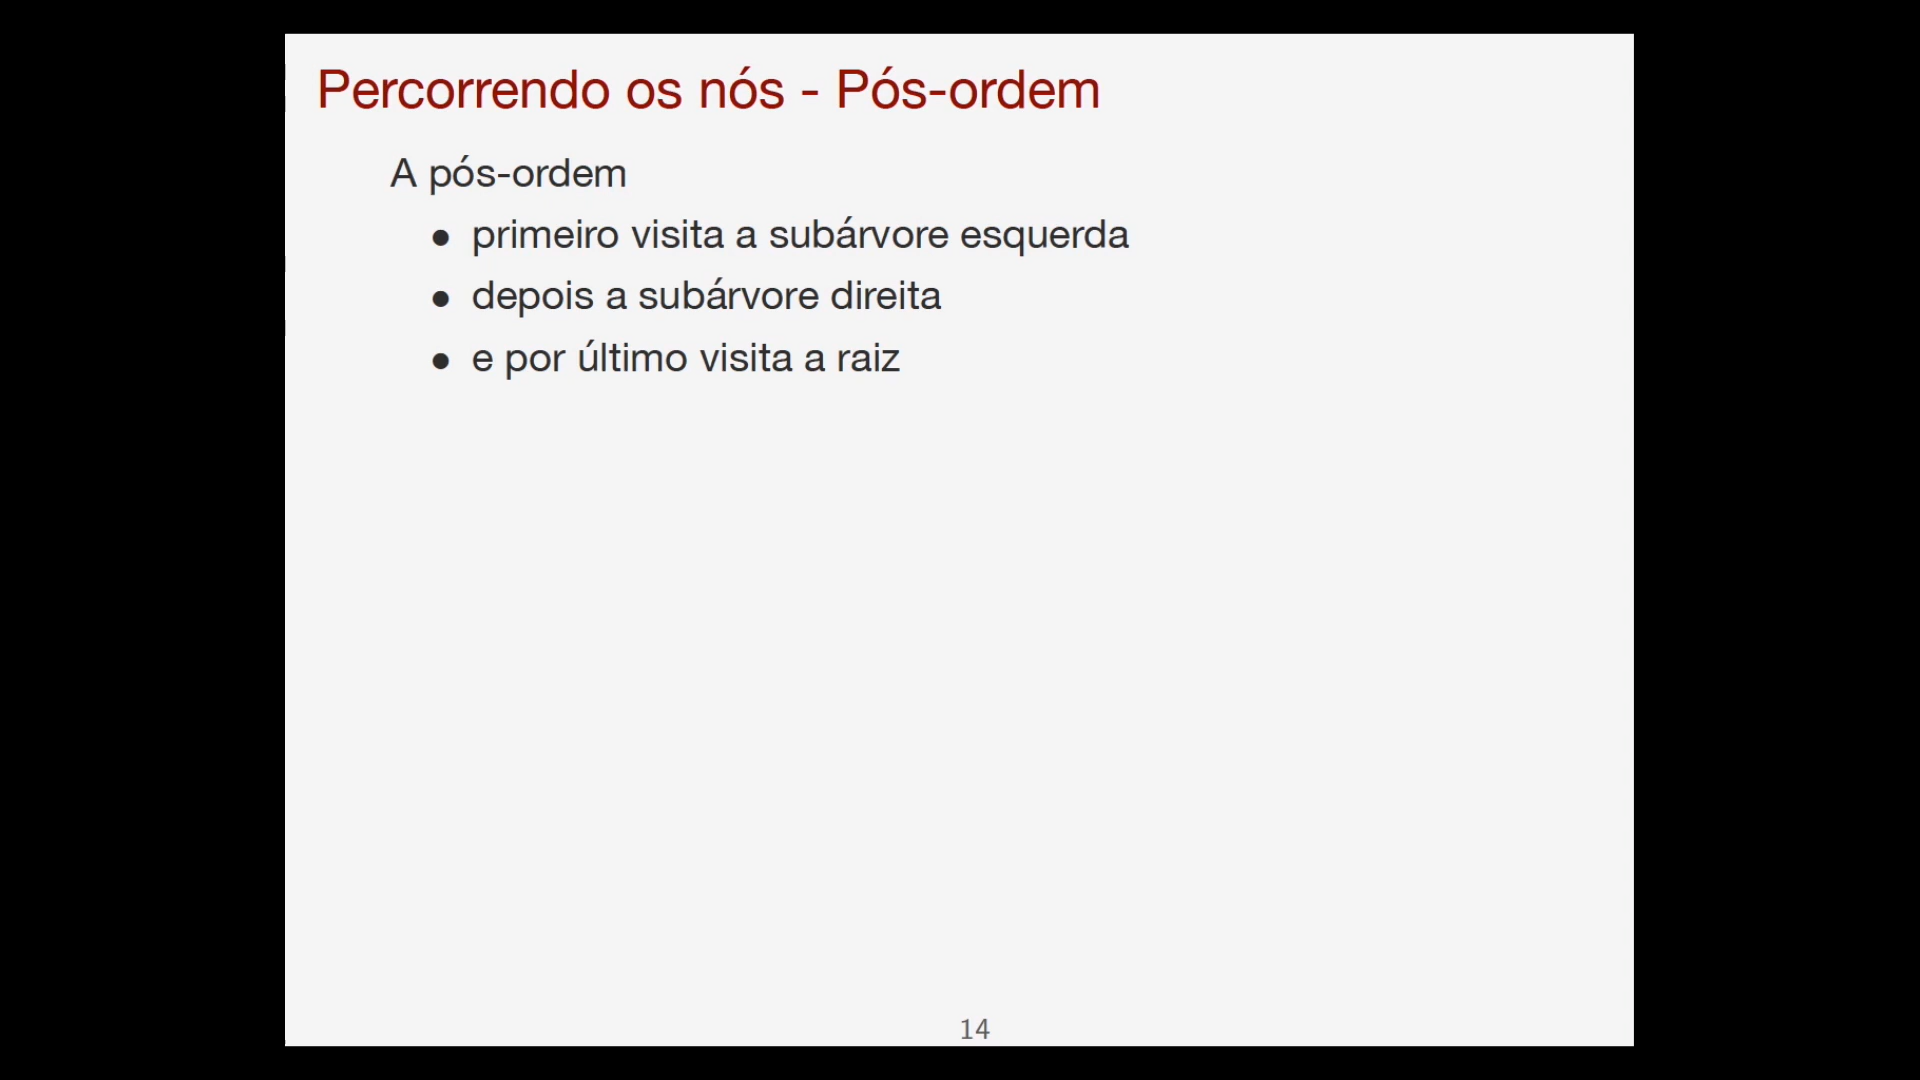 Percorrendo os nós - Pós-ordem
A pós-ordem
● primeiro visita a subárvore esquerda
● depois a subárvore direita
● e por último visita a raiz
14